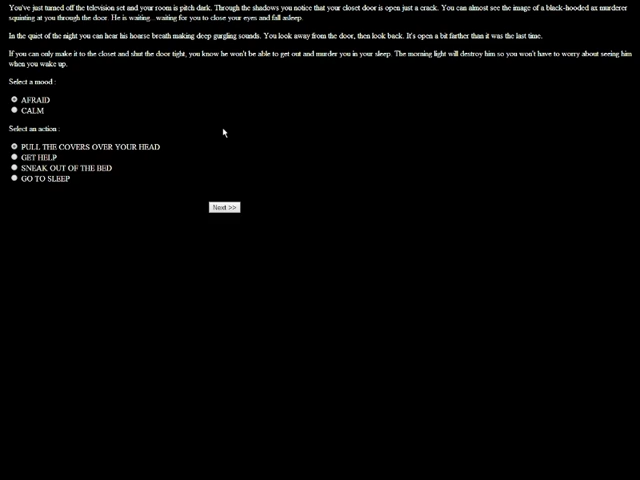 You've just turned off the television set and your room is pitch dark. Through the shadows you notice that your closet door is open just a crack. You can almost see the image of a black-hooded ax murderer
squinting at you through the door. He is waiting...waiting for you to close your eyes and fall asleep.
In the quiet of the night you can hear his hoarse breath making deep gurgling sounds. You look away from the door, then look back. It's open a bit farther than it was the last time.
If you can only make it to the closet and shut the door tight, you know he won't be able to get out and murder you in your sleep. The morning light will destroy him so you won't have to worry about seeing him
when you wake up.
Select a mood :
AFRAID
CALM
Select an action :
PULL THE COVERS OVER YOUR HEAD
GET HELP
SNEAK OUT OF THE BED
GO TO SLEEP
Next >>